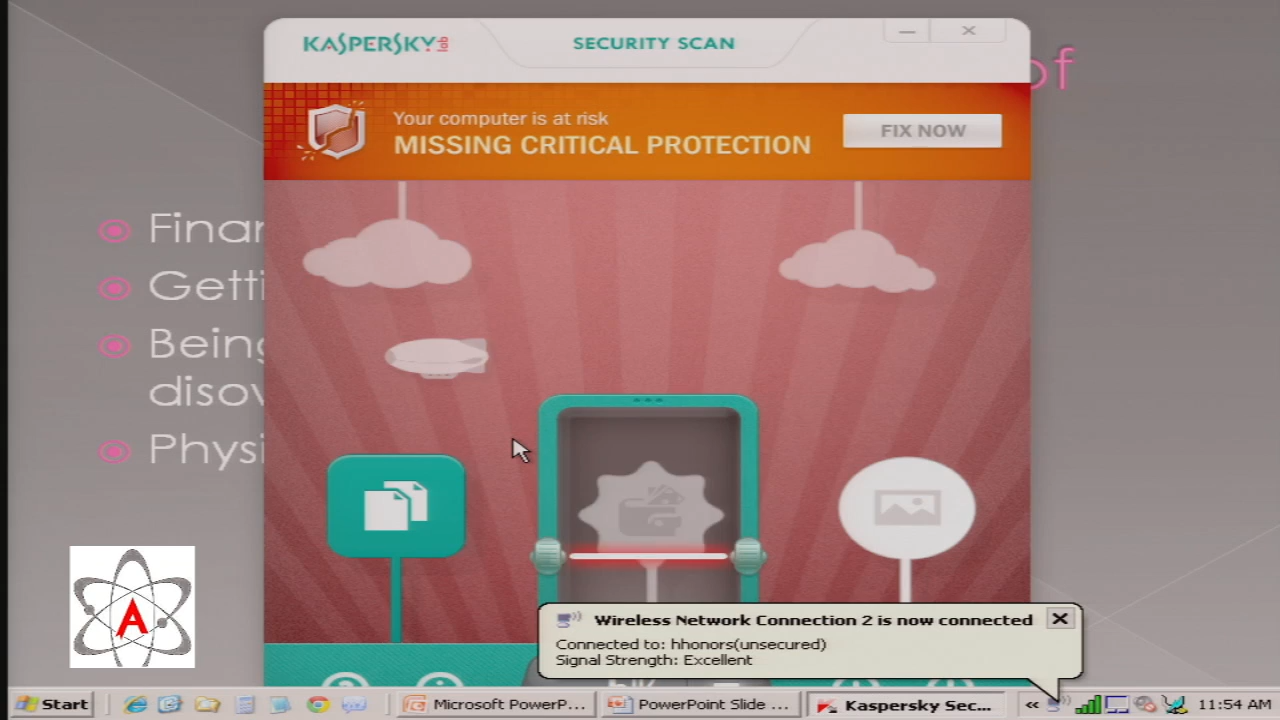 KASPERSKY lab
SECURITY SCAN
of
Your computer is at risk
MISSING CRITICAL PROTECTION
FIX NOW
Finan
Getti
Being
disov
Physi
A
Wireless Network Connection 2 is now connected
Connected to: hhonors(unsecured)
Signal Strength: Excellent
Start
Microsoft PowerP...
PowerPoint Slide ...
Kaspersky Sec...
11:54 AM